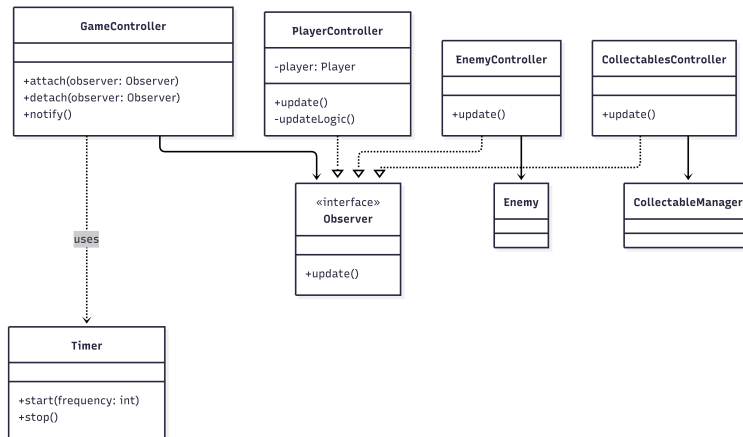 GameController
+attach(observer: Observer)
+detach(observer: Observer)
+notify()
PlayerController
-player: Player
+update()
-updateLogic()
EnemyController
+update()
CollectablesController
+update()
«interface»
Observer
+update()
Enemy
CollectableManager
uses
Timer
+start(frequency: int)
+stop()